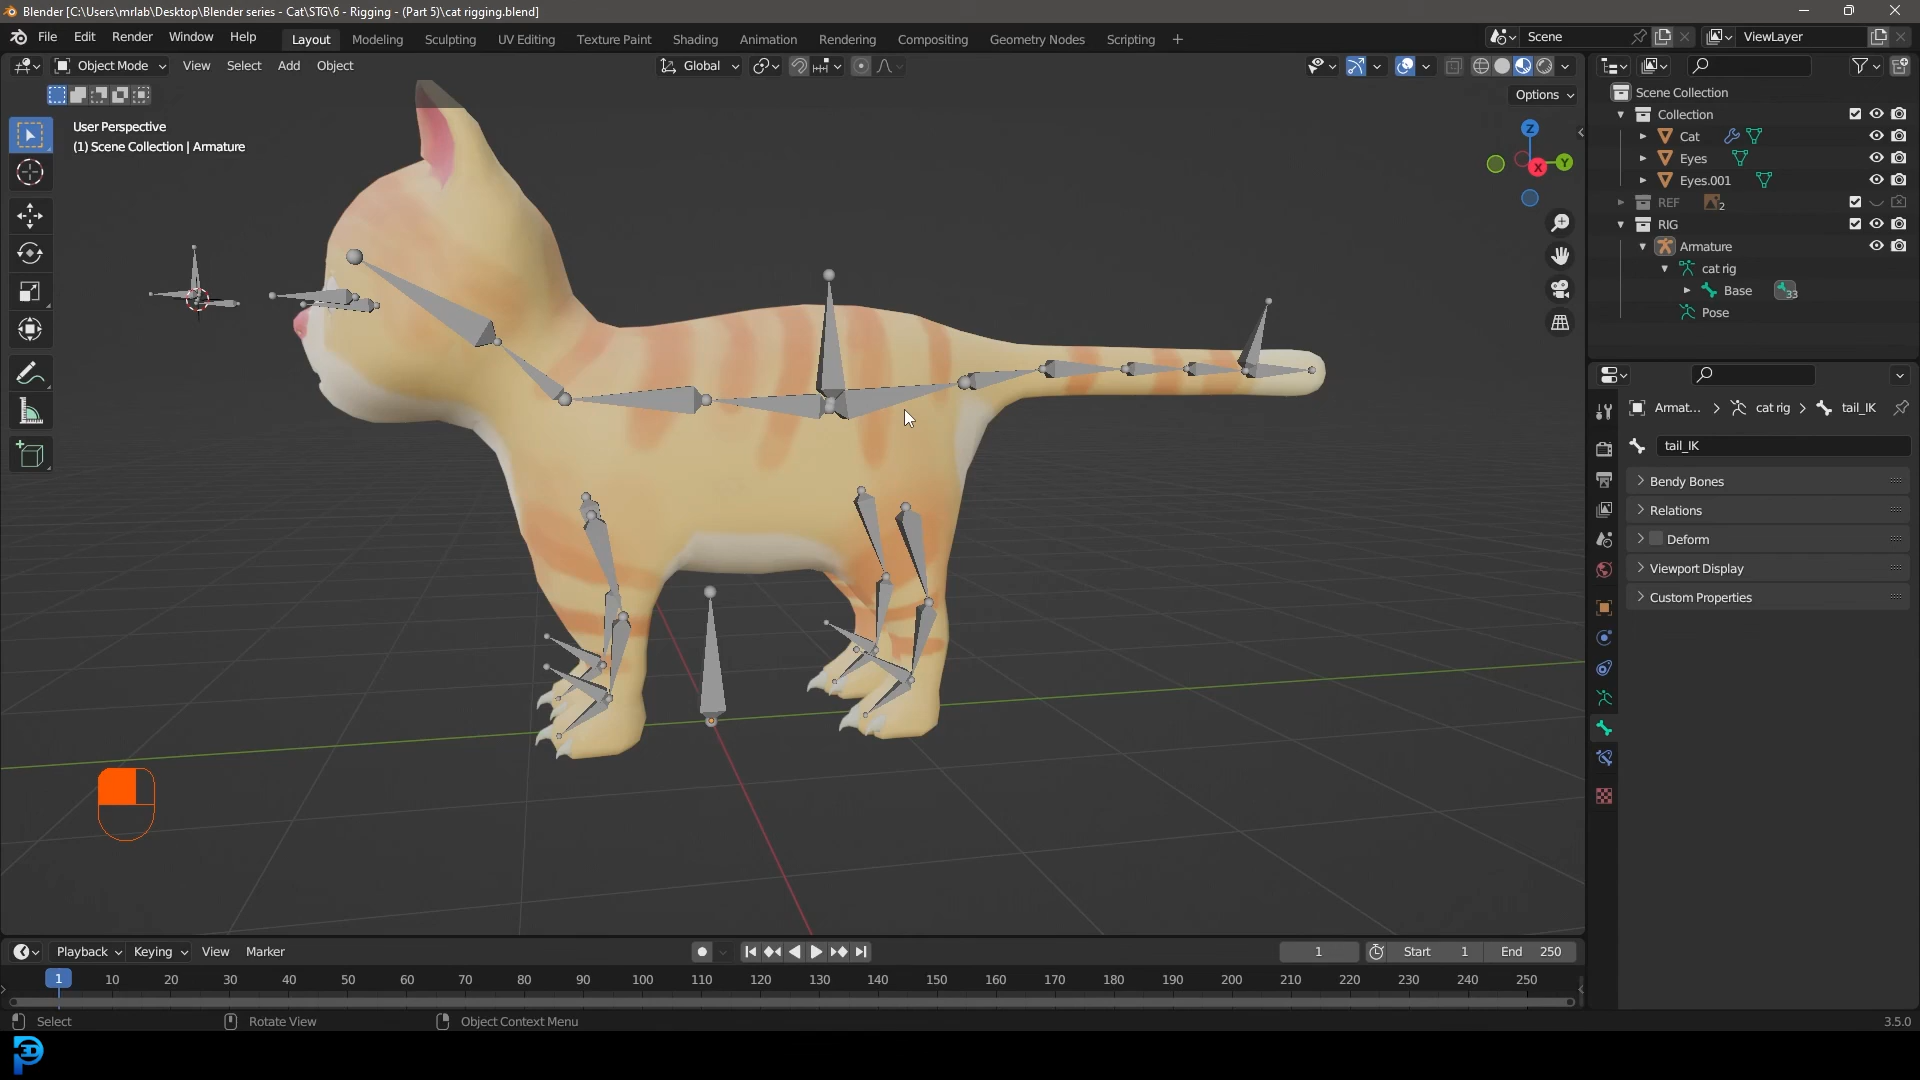 Blender [C:\Users\mrlab\Desktop\Blender series - Cat\STG\6 - Rigging - (Part 5)\cat rigging.blend]
File Edit Render Window Help Layout Modeling Sculpting UV Editing Texture Paint Shading Animation Rendering Compositing Geometry Nodes Scripting + Scene ViewLayer
Object Mode View Select Add Object Global
Options
User Perspective
(1) Scene Collection | Armature
Z
Y
X
Scene Collection
Collection
Cat
Eyes
Eyes.001
REF 2
RIG
Armature
cat rig
Base 33
Pose
Armat... > cat rig > tail_IK
tail_IK
Bendy Bones
Relations
Deform
Viewport Display
Custom Properties
Playback Keying View Marker 1 Start 1 End 250
1 10 20 30 40 50 60 70 80 90 100 110 120 130 140 150 160 170 180 190 200 210 220 230 240 250
Select Rotate View Object Context Menu 3.5.0
3D